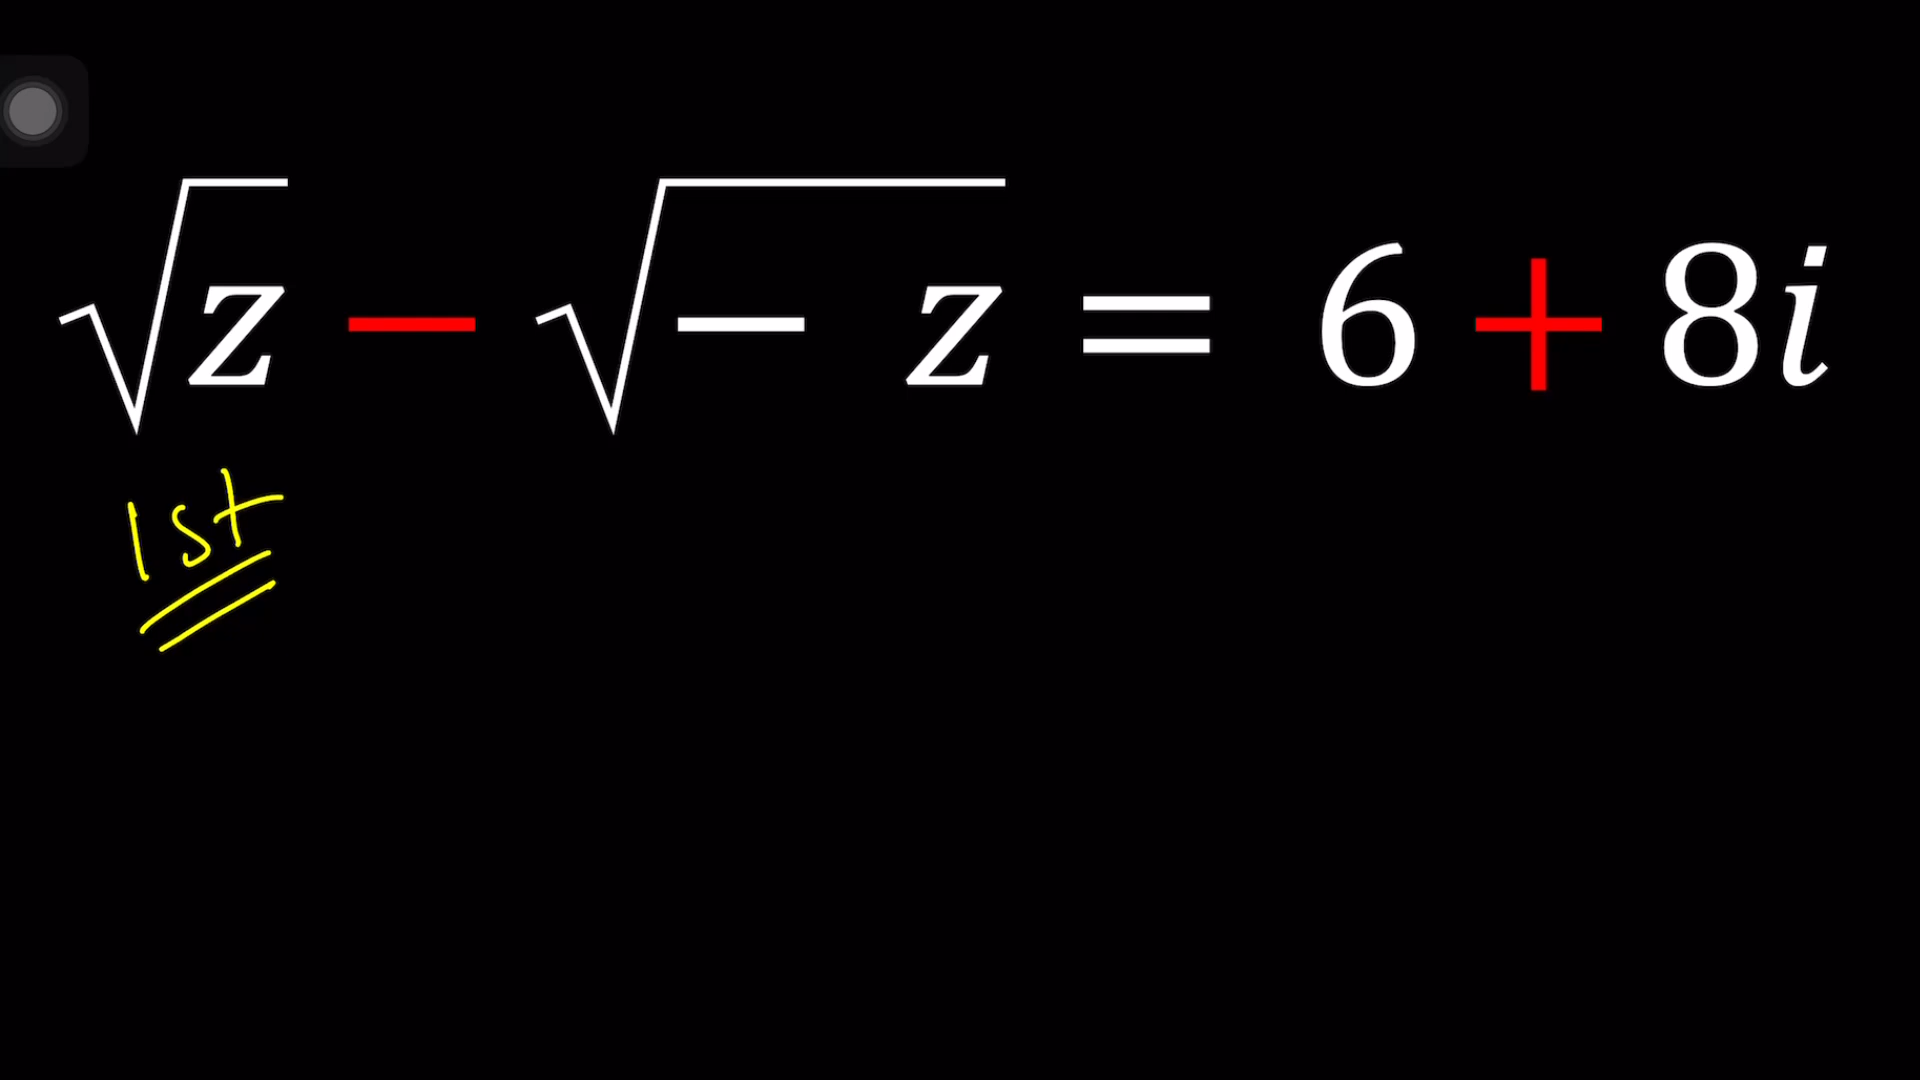 √z − √− z = 6 + 8i
1st